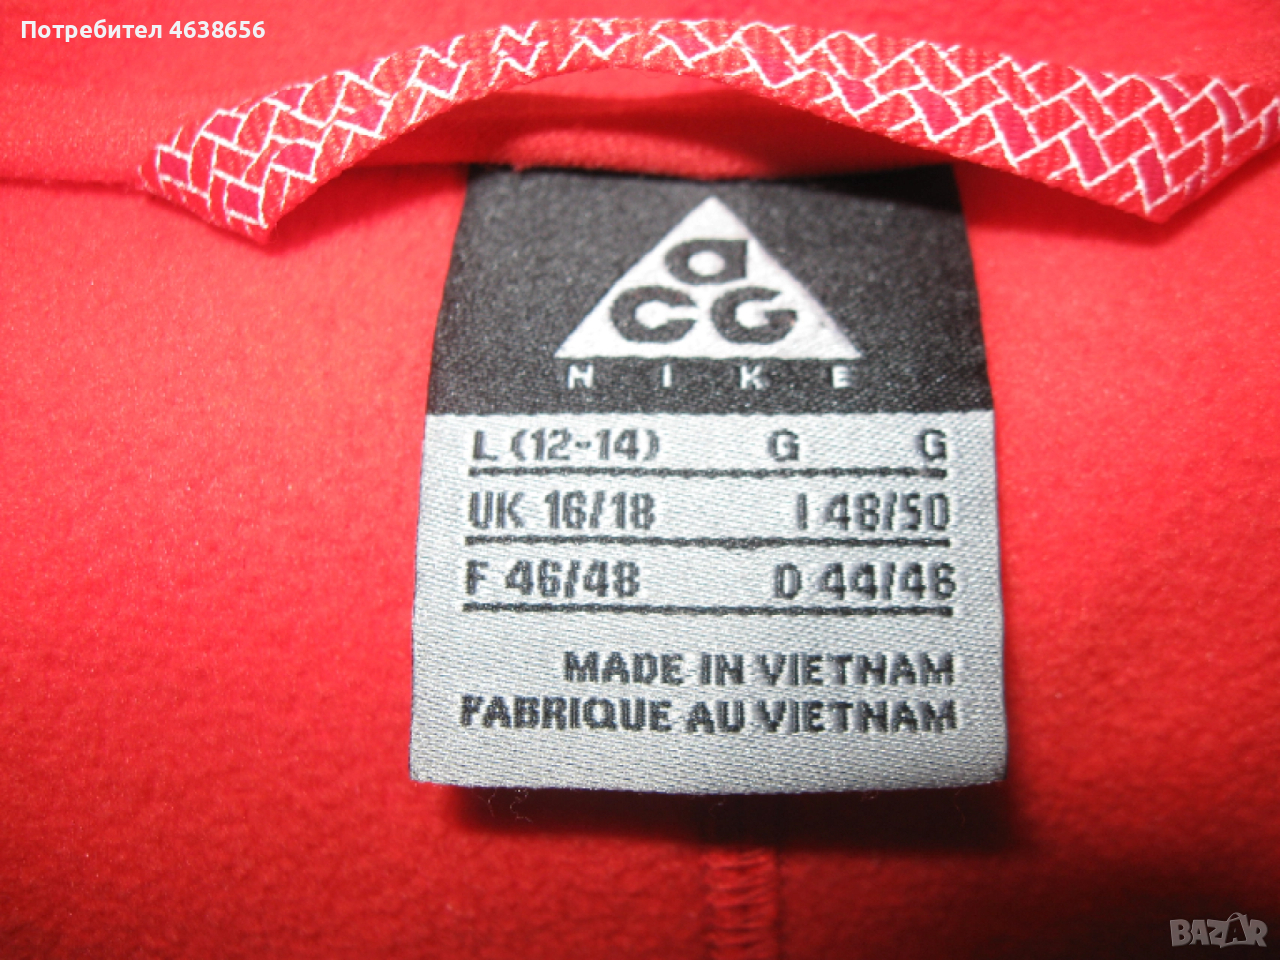 Потребител 4638656
a
CG
NIKE
L (12-14) G G
UK 16/18 I 48/50
F 46/48 D 44/46
MADE IN VIETNAM
FABRIQUE AU VIETNAM
BAZAR